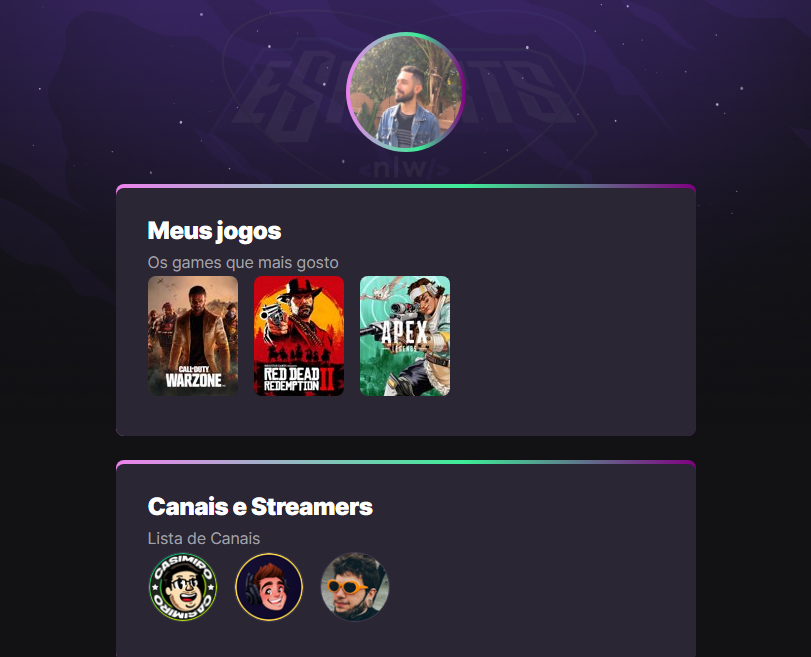 <nlw/>
Meus jogos
Os games que mais gosto
CALL OF DUTY
WARZONE
RED DEAD
REDEMPTION II
APEX
LEGENDS
Canais e Streamers
Lista de Canais
CASIMIRO
CASIMIRO